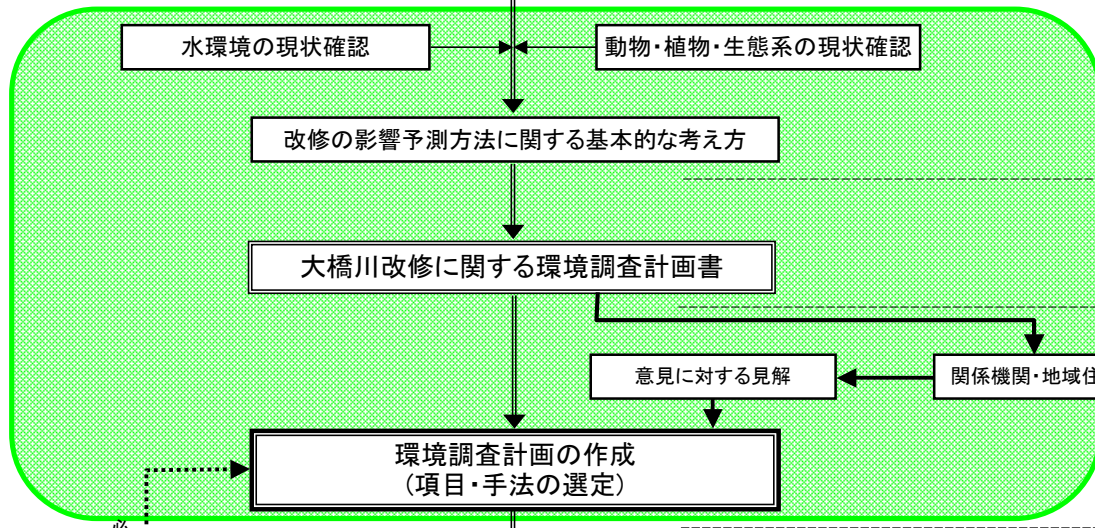 水環境の現状確認
動物・植物・生態系の現状確認
改修の影響予測方法に関する基本的な考え方
大橋川改修に関する環境調査計画書
意見に対する見解
関係機関・地域住
環境調査計画の作成
(項目・手法の選定)
必